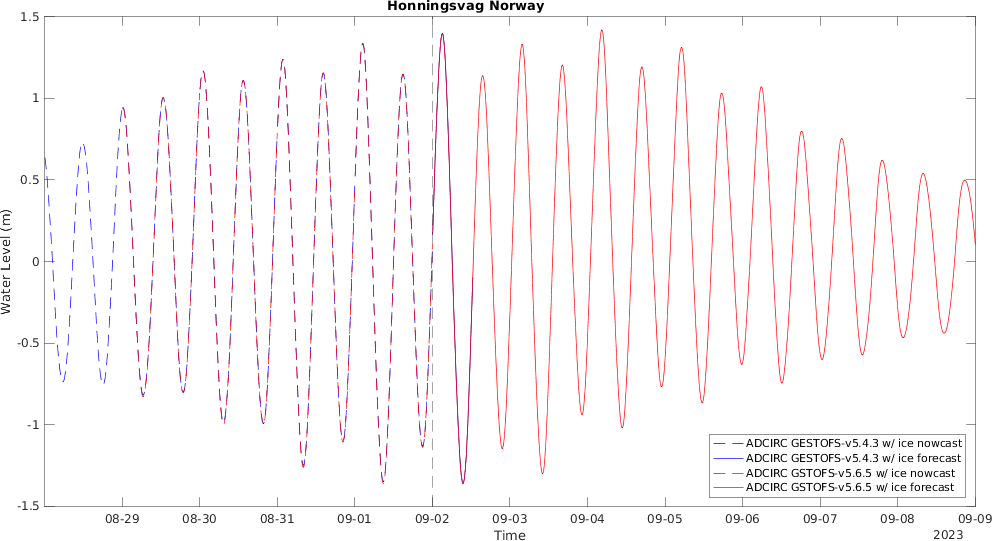 Honningsvag Norway
1.5
1
0.5
0
-0.5
-1
-1.5
Water Level (m)
08-29 08-30 08-31 09-01 09-02 09-03 09-04 09-05 09-06 09-07 09-08 09-09
Time
2023
ADCIRC GESTOFS-v5.4.3 w/ ice nowcast
ADCIRC GESTOFS-v5.4.3 w/ ice forecast
ADCIRC GSTOFS-v5.6.5 w/ ice nowcast
ADCIRC GSTOFS-v5.6.5 w/ ice forecast